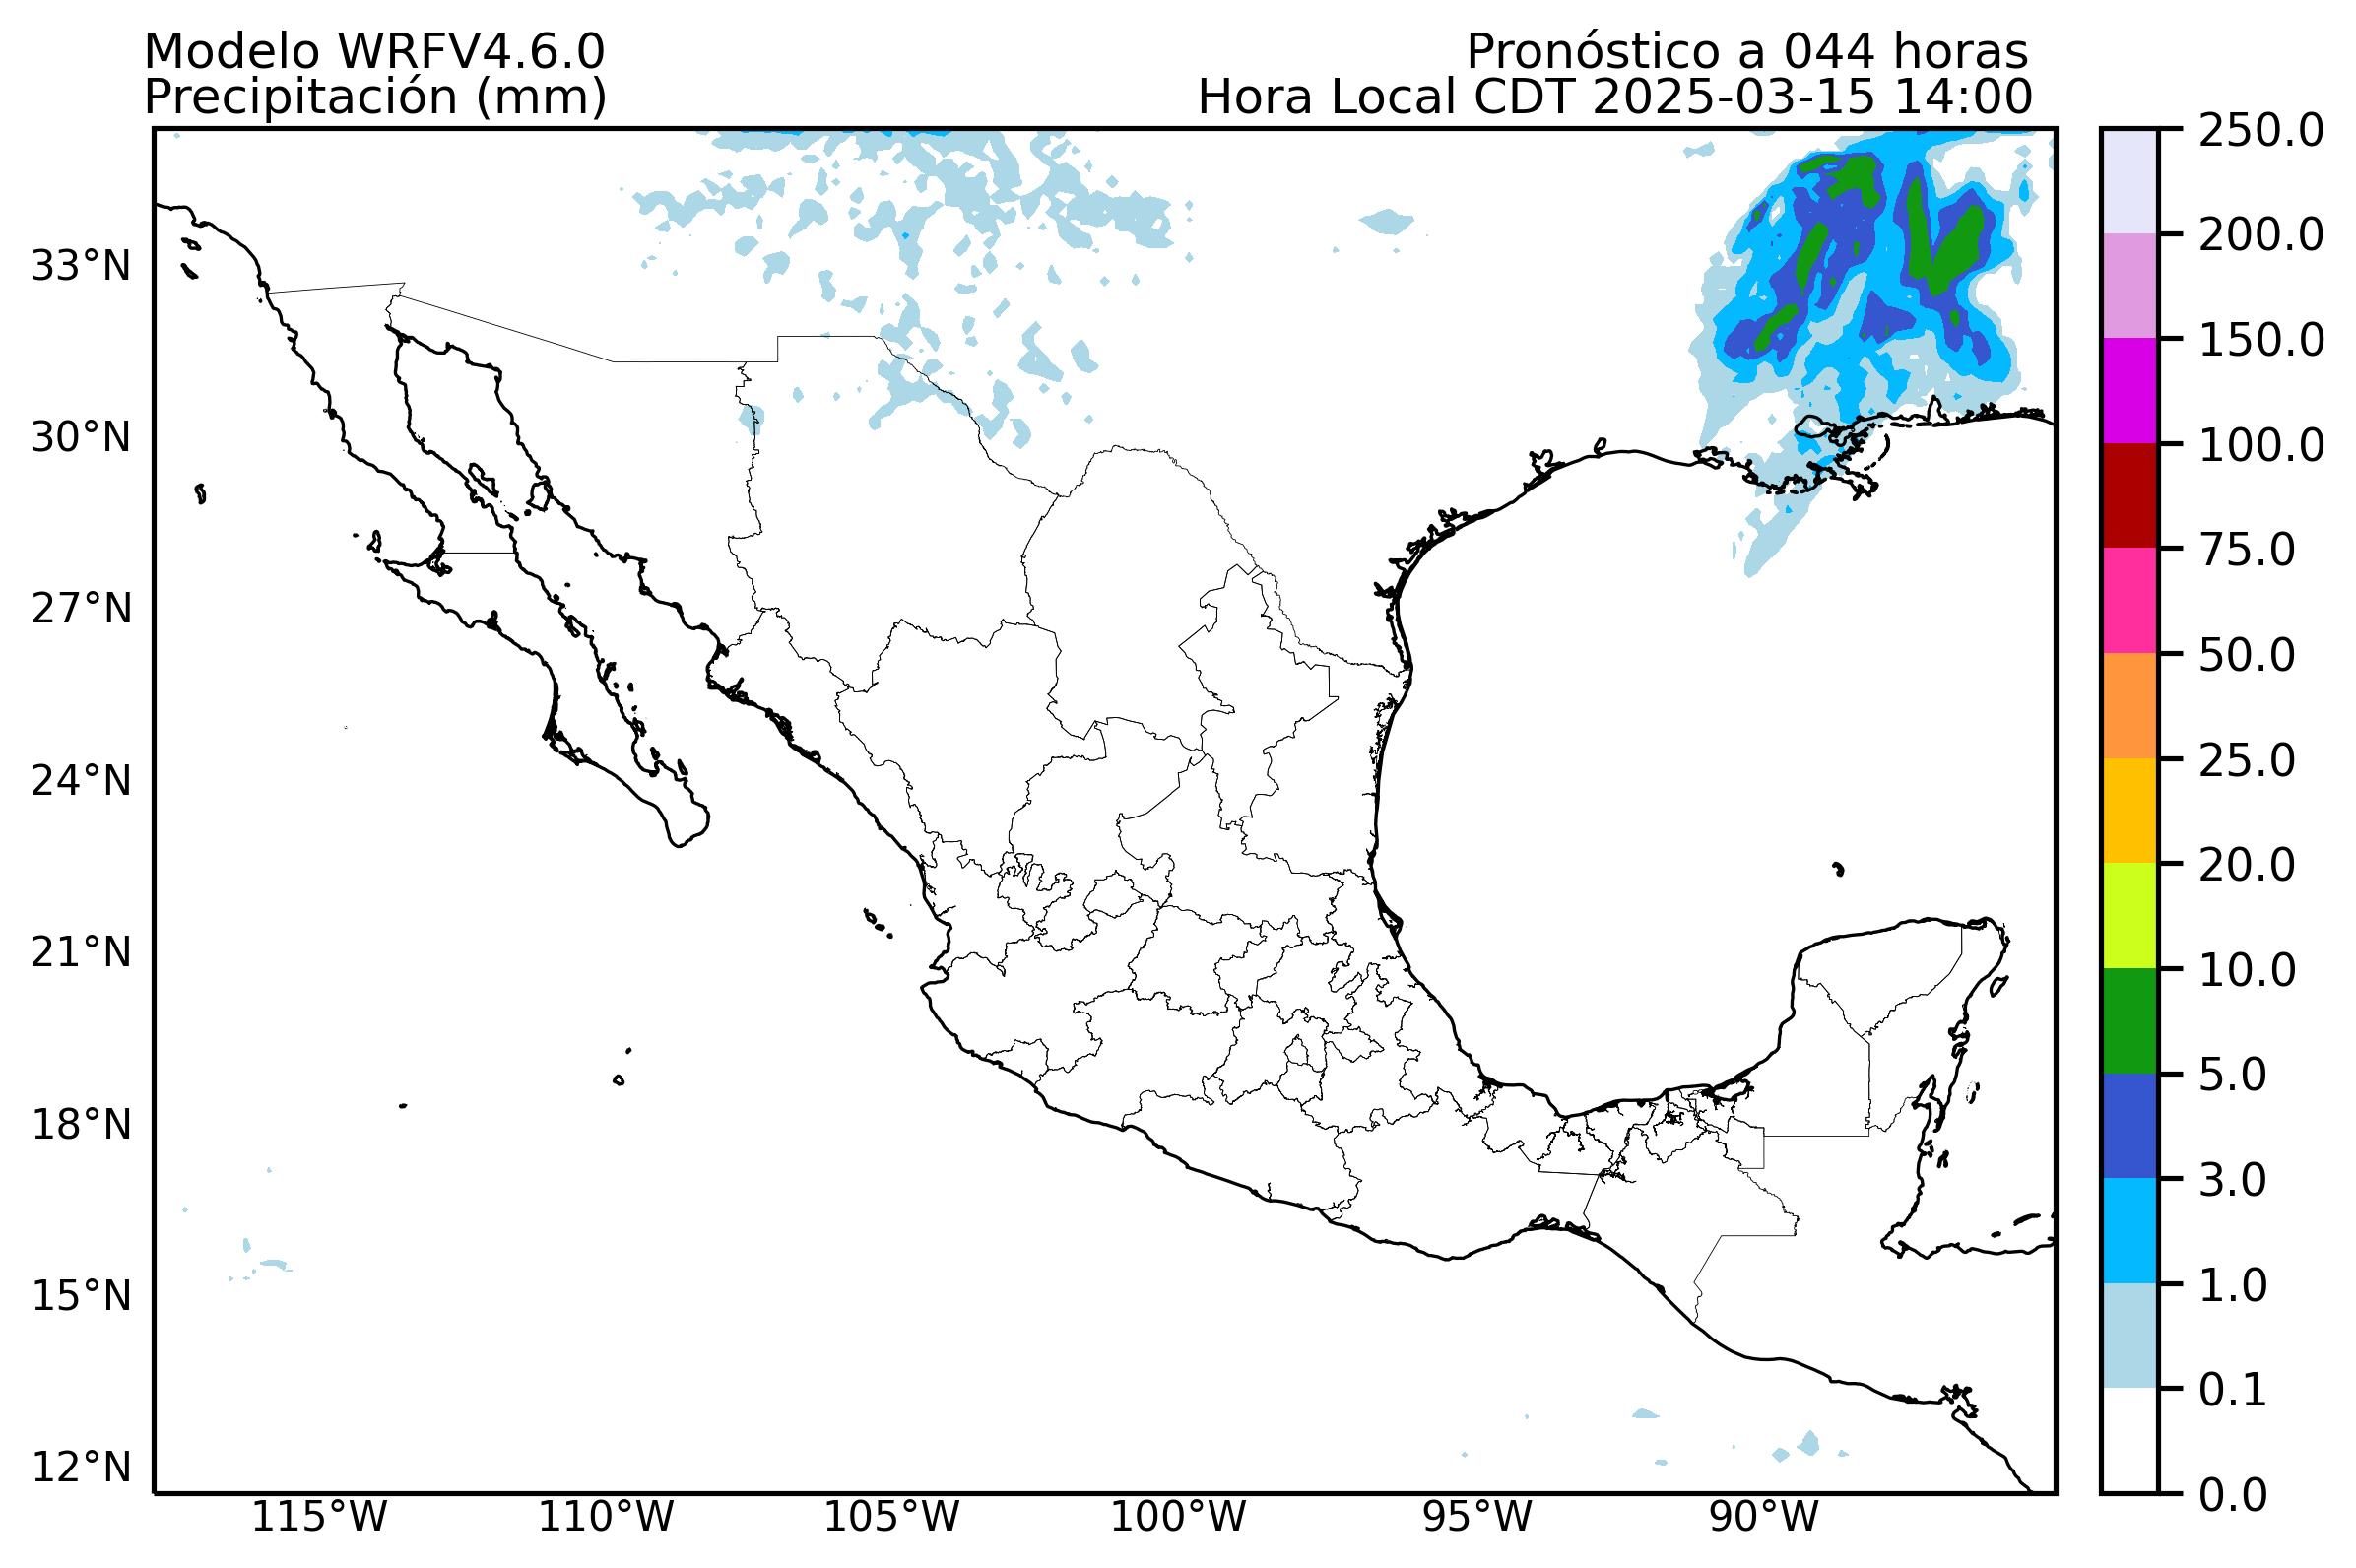 Modelo WRFV4.6.0
Precipitación (mm)
Pronóstico a 044 horas
Hora Local CDT 2025-03-15 14:00
33°N
30°N
27°N
24°N
21°N
18°N
15°N
12°N
115°W
110°W
105°W
100°W
95°W
90°W
250.0
200.0
150.0
100.0
75.0
50.0
25.0
20.0
10.0
5.0
3.0
1.0
0.1
0.0